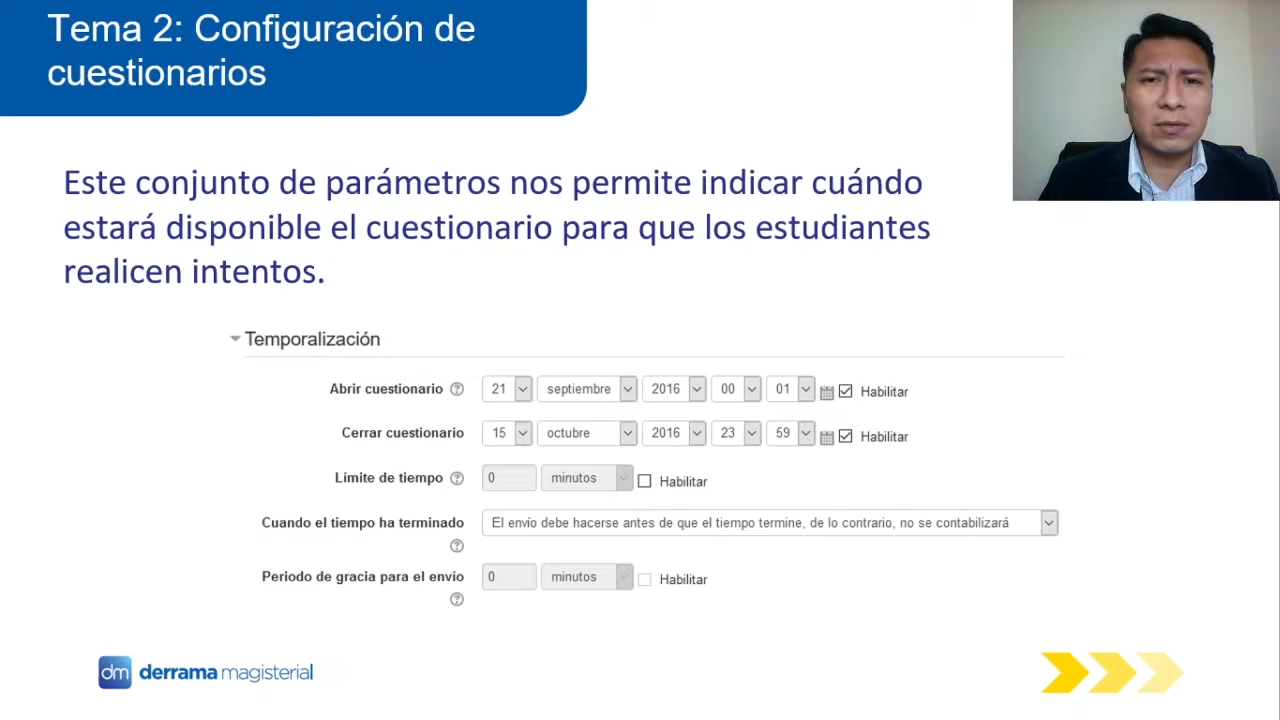 Tema 2: Configuración de
cuestionarios
Este conjunto de parámetros nos permite indicar cuándo
estará disponible el cuestionario para que los estudiantes
realicen intentos.
Temporalización
Abrir cuestionario ? 21 septiembre 2016 00 01 Habilitar
Cerrar cuestionario 15 octubre 2016 23 59 Habilitar
Límite de tiempo ? 0 minutos Habilitar
Cuando el tiempo ha terminado El envío debe hacerse antes de que el tiempo termine, de lo contrario, no se contabilizará
?
Periodo de gracia para el envío 0 minutos Habilitar
?
dm derrama magisterial